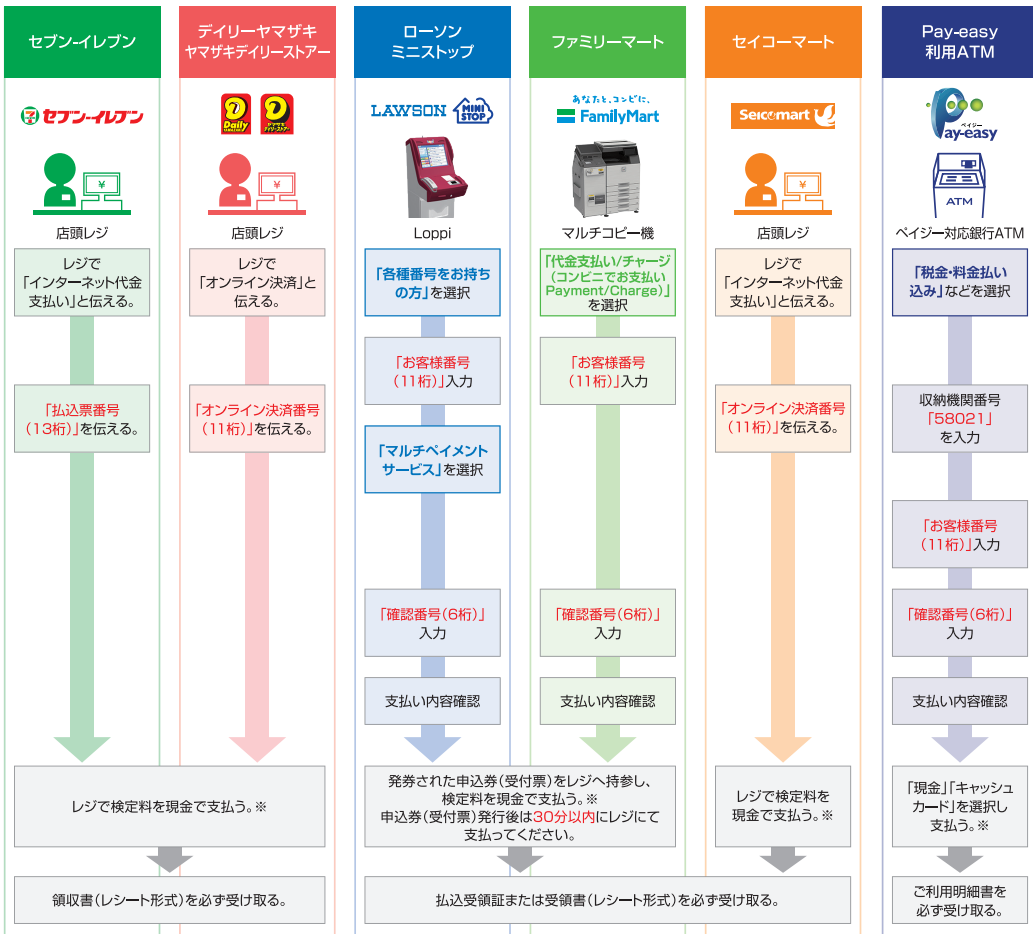 セブン-イレブン
デイリーヤマザキ
ヤマザキデイリーストアー
ローソン
ミニストップ
ファミリーマート
セイコーマート
Pay-easy
利用ATM
セブン-イレブン
Daily
デイリーストアー
LAWSON
MINI
STOP
あなたと、コンビに、
FamilyMart
Seicomart
ペイジー
Pay-easy
¥
¥
¥
ATM
店頭レジ
店頭レジ
Loppi
マルチコピー機
店頭レジ
ペイジー対応銀行ATM
レジで
「インターネット代金
支払い」と伝える。
レジで
「オンライン決済」と
伝える。
「各種番号をお持ち
の方」を選択
「代金支払い/チャージ
(コンビニでお支払い
Payment/Charge)」
を選択
レジで
「インターネット代金
支払い」と伝える。
「税金・料金払い
込み」などを選択
「お客様番号
(11桁)」入力
「お客様番号
(11桁)」入力
「払込票番号
(13桁)」を伝える。
「オンライン決済番号
(11桁)」を伝える。
「マルチペイメント
サービス」を選択
「オンライン決済番号
(11桁)」を伝える。
収納機関番号
「58021」
を入力
「お客様番号
(11桁)」入力
「確認番号(6桁)」
入力
「確認番号(6桁)」
入力
「確認番号(6桁)」
入力
支払い内容確認
支払い内容確認
支払い内容確認
レジで検定料を現金で支払う。※
発券された申込券(受付票)をレジへ持参し、
検定料を現金で支払う。※
申込券(受付票)発行後は30分以内にレジにて
支払ってください。
レジで検定料を
現金で支払う。※
「現金」「キャッシュ
カード」を選択し
支払う。※
領収書(レシート形式)を必ず受け取る。
払込受領証または受領書(レシート形式)を必ず受け取る。
ご利用明細書を
必ず受け取る。